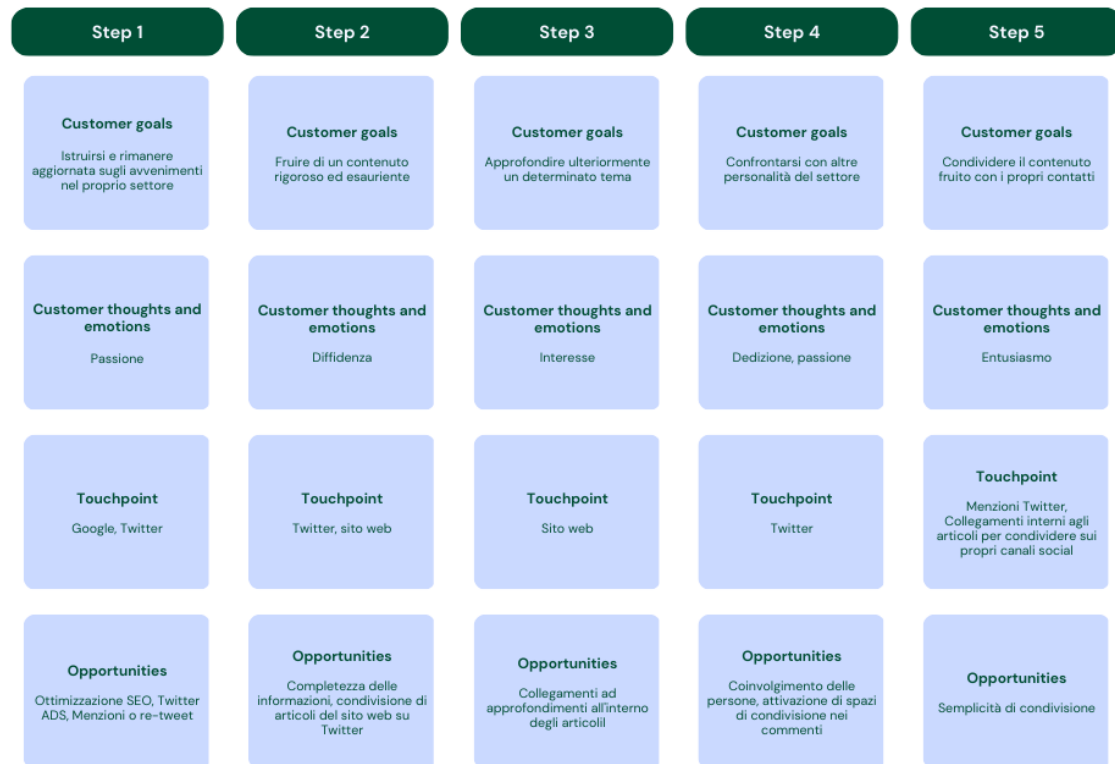 Step 1
Step 2
Step 3
Step 4
Step 5
Customer goals
Istruirsi e rimanere
aggiornata sugli avvenimenti
nel proprio settore
Customer goals
Fruire di un contenuto
rigoroso ed esauriente
Customer goals
Approfondire ulteriormente
un determinato tema
Customer goals
Confrontarsi con altre
personalità del settore
Customer goals
Condividere il contenuto
fruito con i propri contatti
Customer thoughts and
emotions
Passione
Customer thoughts and
emotions
Diffidenza
Customer thoughts and
emotions
Interesse
Customer thoughts and
emotions
Dedizione, passione
Customer thoughts and
emotions
Entusiasmo
Touchpoint
Google, Twitter
Touchpoint
Twitter, sito web
Touchpoint
Sito web
Touchpoint
Twitter
Touchpoint
Menzioni Twitter,
Collegamenti interni agli
articoli per condividere sui
propri canali social
Opportunities
Ottimizzazione SEO, Twitter
ADS, Menzioni o re-tweet
Opportunities
Completezza delle
informazioni, condivisione di
articoli del sito web su
Twitter
Opportunities
Collegamenti ad
approfondimenti all'interno
degli articolil
Opportunities
Coinvolgimento delle
persone, attivazione di spazi
di condivisione nei
commenti
Opportunities
Semplicità di condivisione